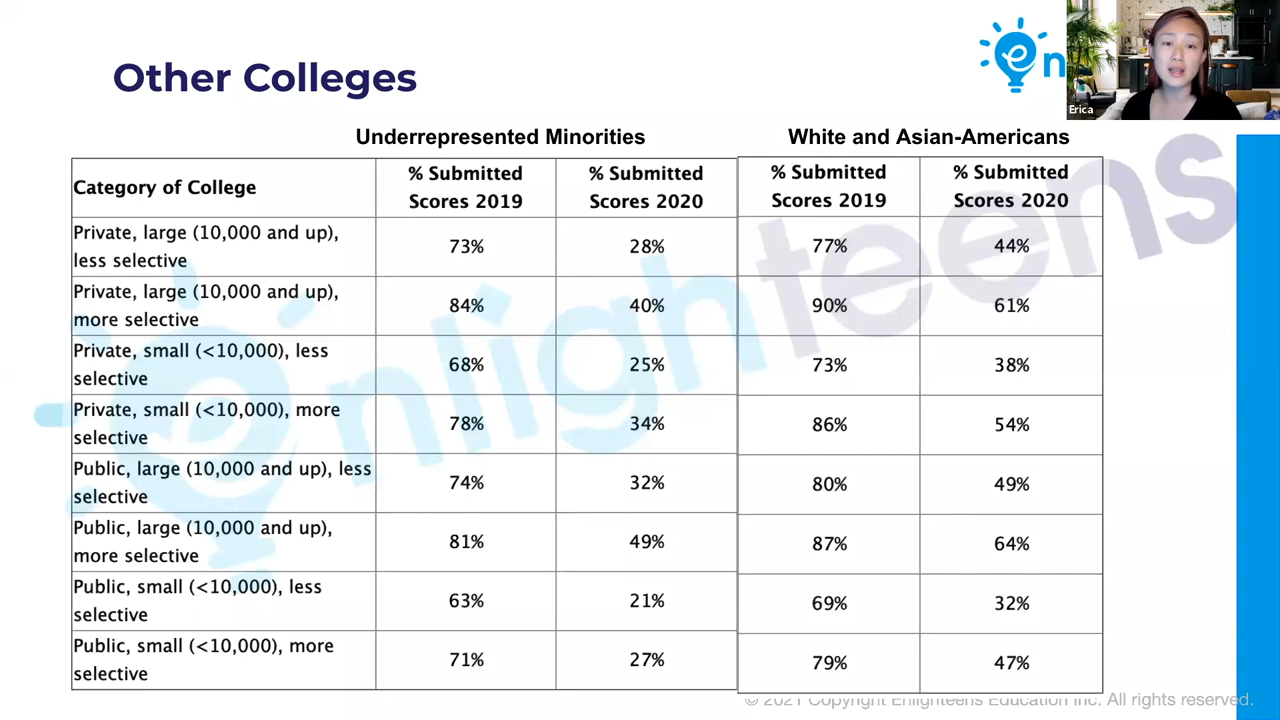 Other Colleges
en
Erica
Underrepresented Minorities
White and Asian-Americans
Category of College
% Submitted
Scores 2019
% Submitted
Scores 2020
% Submitted
Scores 2019
% Submitted
Scores 2020
Private, large (10,000 and up),
less selective
73%
28%
77%
44%
Private, large (10,000 and up),
more selective
84%
40%
90%
61%
Private, small (<10,000), less
selective
68%
25%
73%
38%
Private, small (<10,000), more
selective
78%
34%
86%
54%
Public, large (10,000 and up), less
selective
74%
32%
80%
49%
Public, large (10,000 and up),
more selective
81%
49%
87%
64%
Public, small (<10,000), less
selective
63%
21%
69%
32%
Public, small (<10,000), more
selective
71%
27%
79%
47%
enlighteens
© 2021 Copyright Enlighteens Education Inc. All rights reserved.